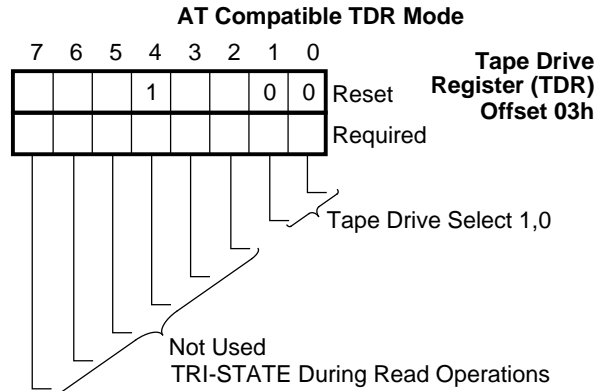 AT Compatible TDR Mode
7 6 5 4 3 2 1 0
Tape Drive
Register (TDR)
Offset 03h
1 0 0 Reset
Required
Tape Drive Select 1,0
Not Used
TRI-STATE During Read Operations